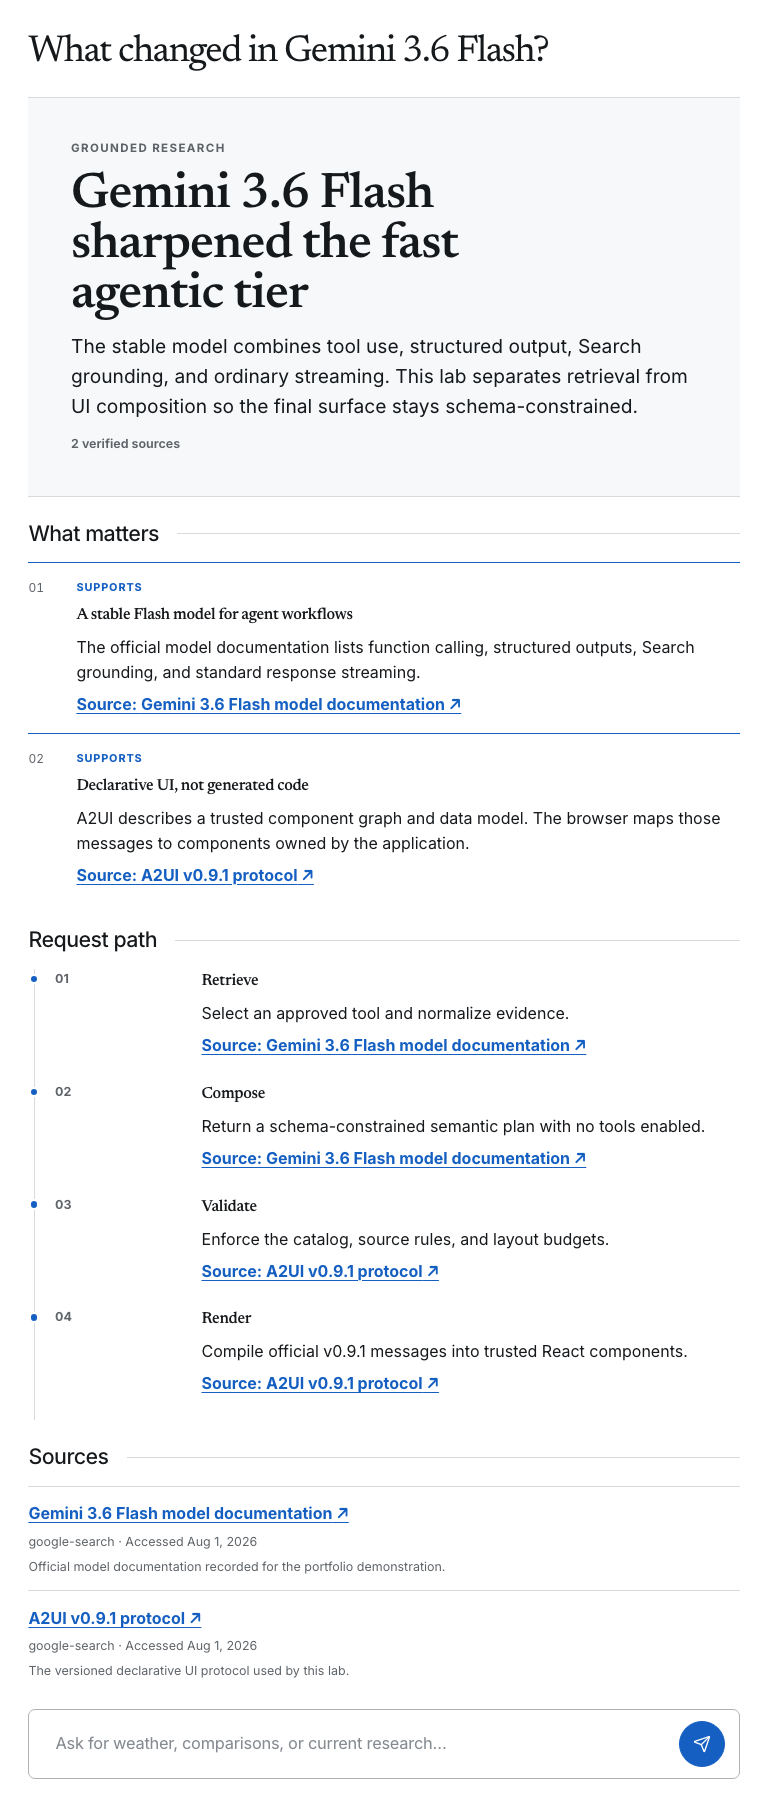 What changed in Gemini 3.6 Flash?
GROUNDED RESEARCH
Gemini 3.6 Flash
sharpened the fast
agentic tier
The stable model combines tool use, structured output, Search
grounding, and ordinary streaming. This lab separates retrieval from
UI composition so the final surface stays schema-constrained.
2 verified sources
What matters
01
SUPPORTS
A stable Flash model for agent workflows
The official model documentation lists function calling, structured outputs, Search
grounding, and standard response streaming.
Source: Gemini 3.6 Flash model documentation ↗
02
SUPPORTS
Declarative UI, not generated code
A2UI describes a trusted component graph and data model. The browser maps those
messages to components owned by the application.
Source: A2UI v0.9.1 protocol ↗
Request path
01
Retrieve
Select an approved tool and normalize evidence.
Source: Gemini 3.6 Flash model documentation ↗
02
Compose
Return a schema-constrained semantic plan with no tools enabled.
Source: Gemini 3.6 Flash model documentation ↗
03
Validate
Enforce the catalog, source rules, and layout budgets.
Source: A2UI v0.9.1 protocol ↗
04
Render
Compile official v0.9.1 messages into trusted React components.
Source: A2UI v0.9.1 protocol ↗
Sources
Gemini 3.6 Flash model documentation ↗
google-search · Accessed Aug 1, 2026
Official model documentation recorded for the portfolio demonstration.
A2UI v0.9.1 protocol ↗
google-search · Accessed Aug 1, 2026
The versioned declarative UI protocol used by this lab.
Ask for weather, comparisons, or current research...